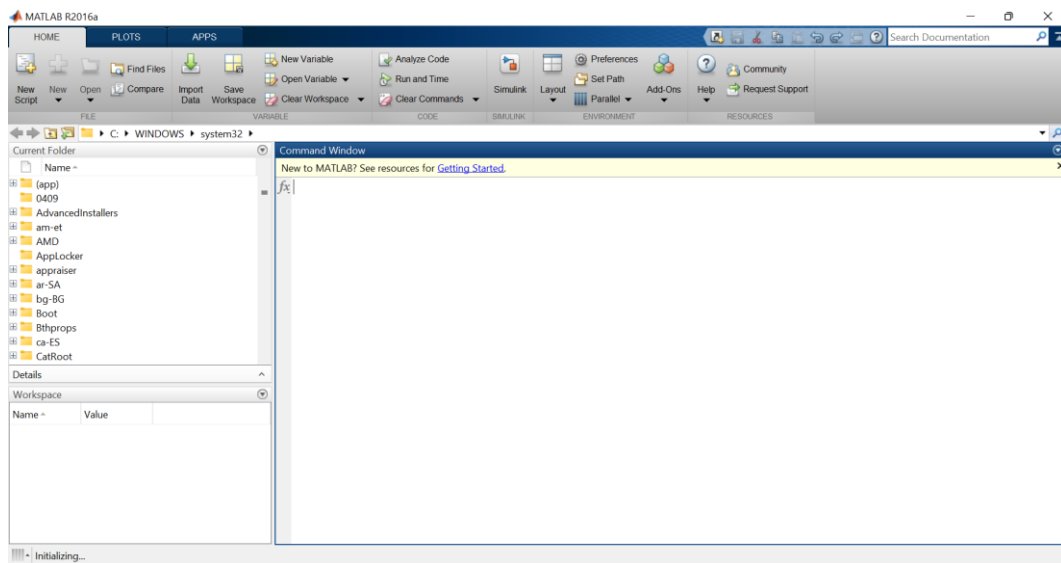 MATLAB R2016a
HOME PLOTS APPS
Search Documentation
New Script
New
Open
Find Files
Compare
Import Data
Save Workspace
New Variable
Open Variable
Clear Workspace
Analyze Code
Run and Time
Clear Commands
Simulink
Layout
Preferences
Set Path
Parallel
Add-Ons
Help
Community
Request Support
FILE VARIABLE CODE SIMULINK ENVIRONMENT RESOURCES
C: WINDOWS system32
Current Folder
Name
(app)
0409
AdvancedInstallers
am-et
AMD
AppLocker
appraiser
ar-SA
bg-BG
Boot
Bthprops
ca-ES
CatRoot
Details
Workspace
Name Value
Command Window
New to MATLAB? See resources for Getting Started.
fx
Initializing...